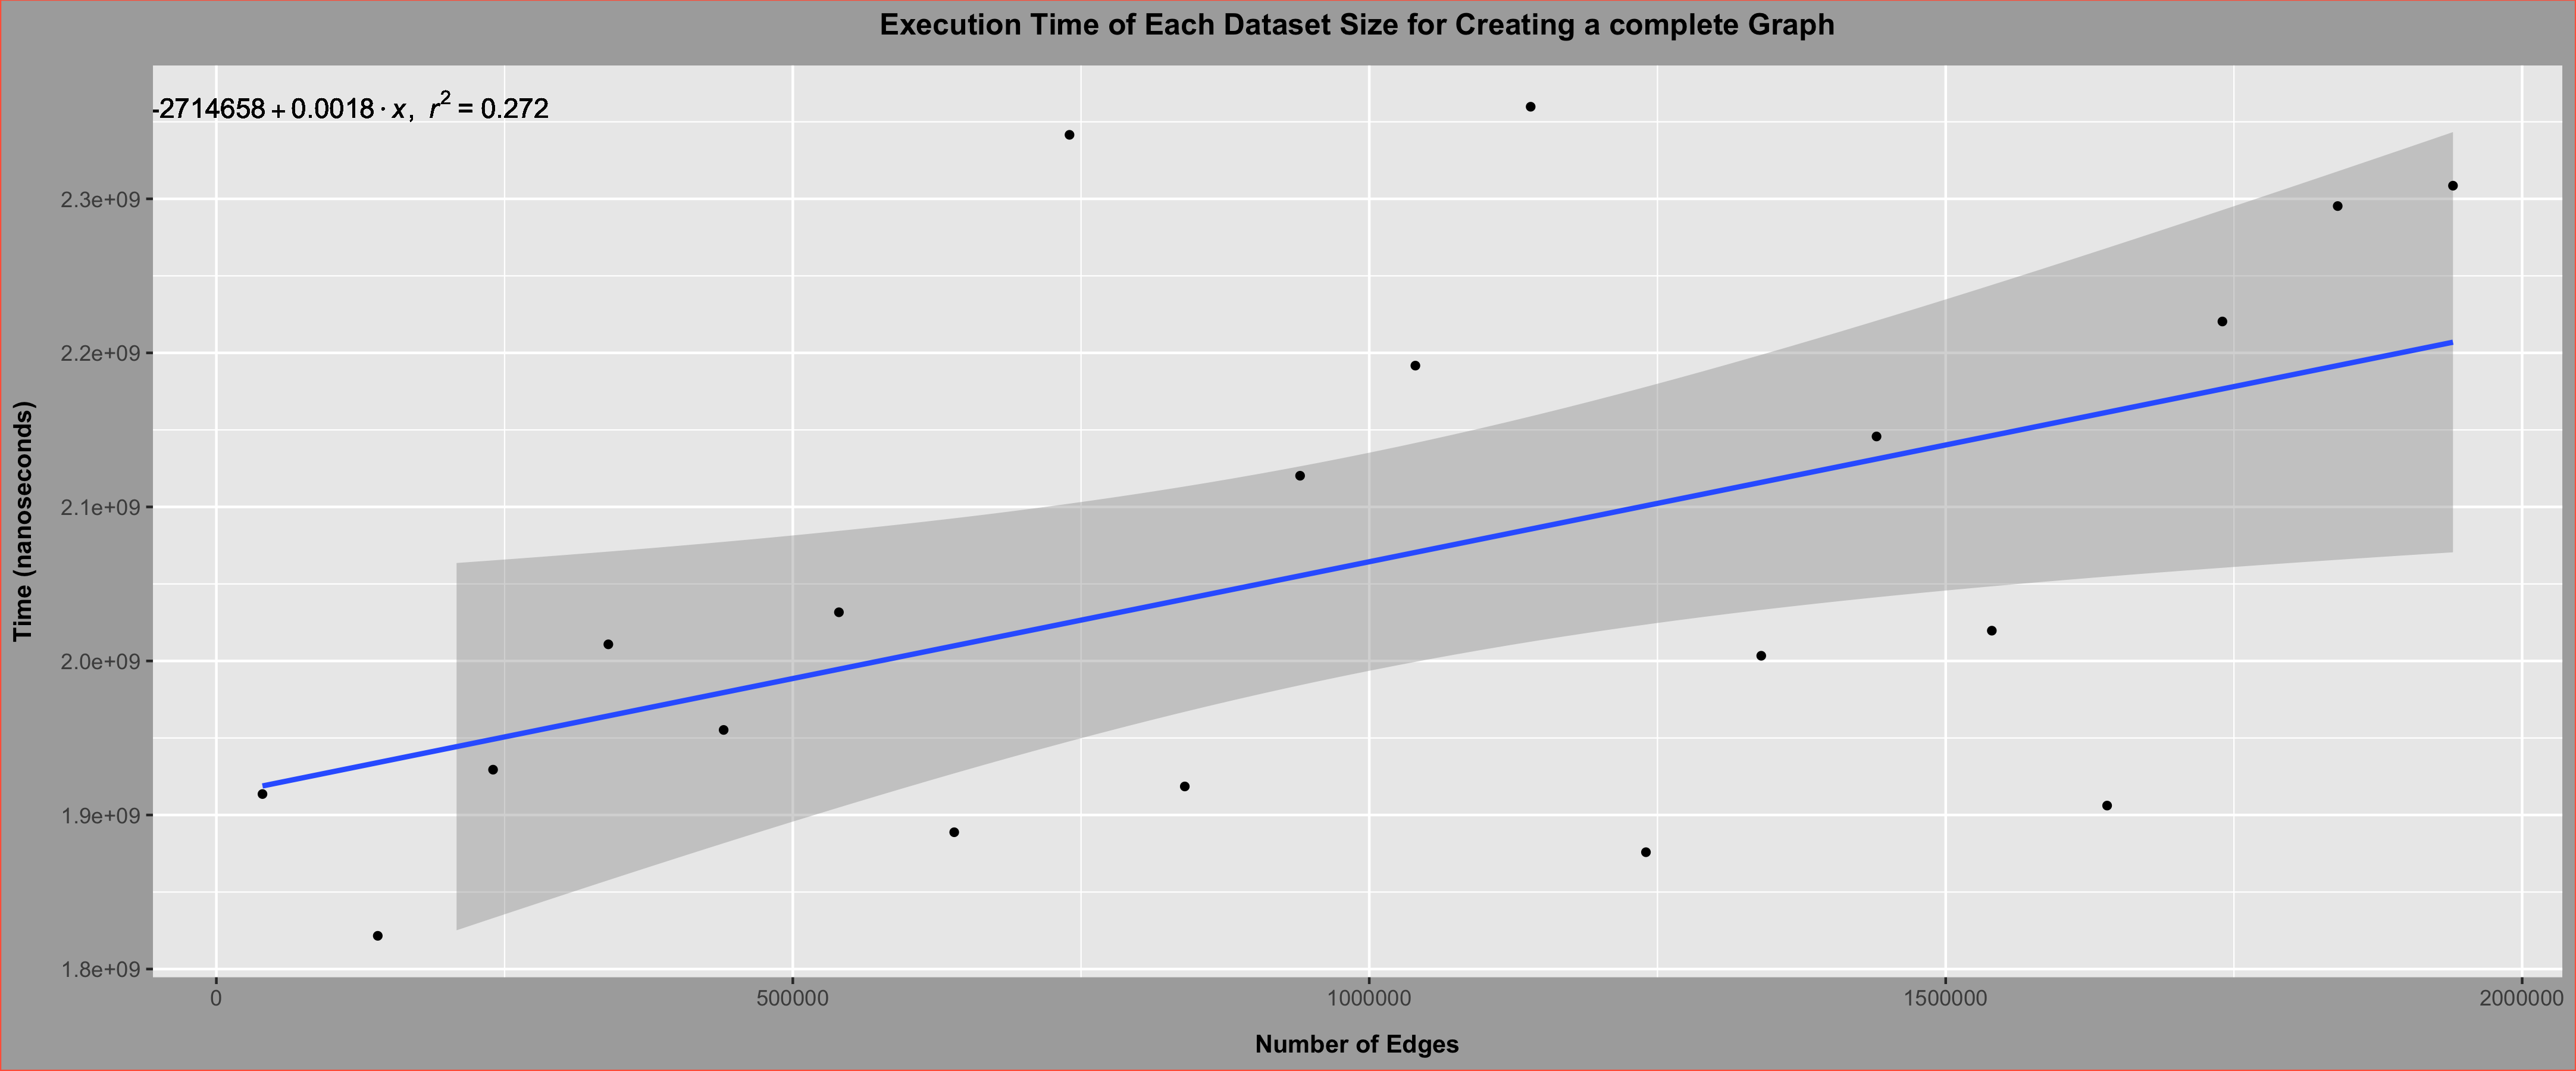 Execution Time of Each Dataset Size for Creating a complete Graph
-2714658 + 0.0018 · x, r² = 0.272
2.3e+09
2.2e+09
2.1e+09
2.0e+09
1.9e+09
1.8e+09
Time (nanoseconds)
0 500000 1000000 1500000 2000000
Number of Edges